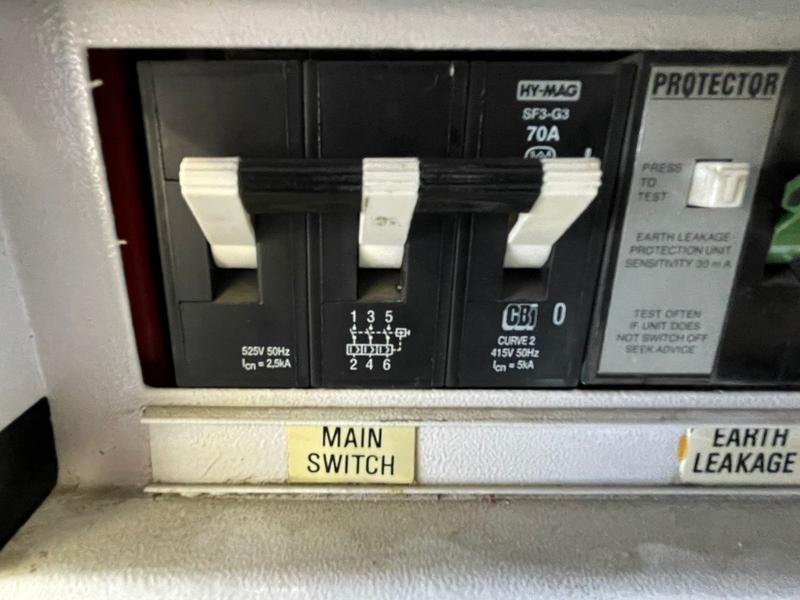 HY-MAG
SF3-G3
70A
I
1 3 5
2 4 6
525V 50Hz
Icn = 2,5kA
CBI 0
CURVE 2
415V 50Hz
Icn = 5kA
PROTECTOR
PRESS
TO
TEST
EARTH LEAKAGE
PROTECTION UNIT
SENSITIVITY 30 mA
TEST OFTEN
IF UNIT DOES
NOT SWITCH OFF
SEEK ADVICE
MAIN
SWITCH
EARTH
LEAKAGE